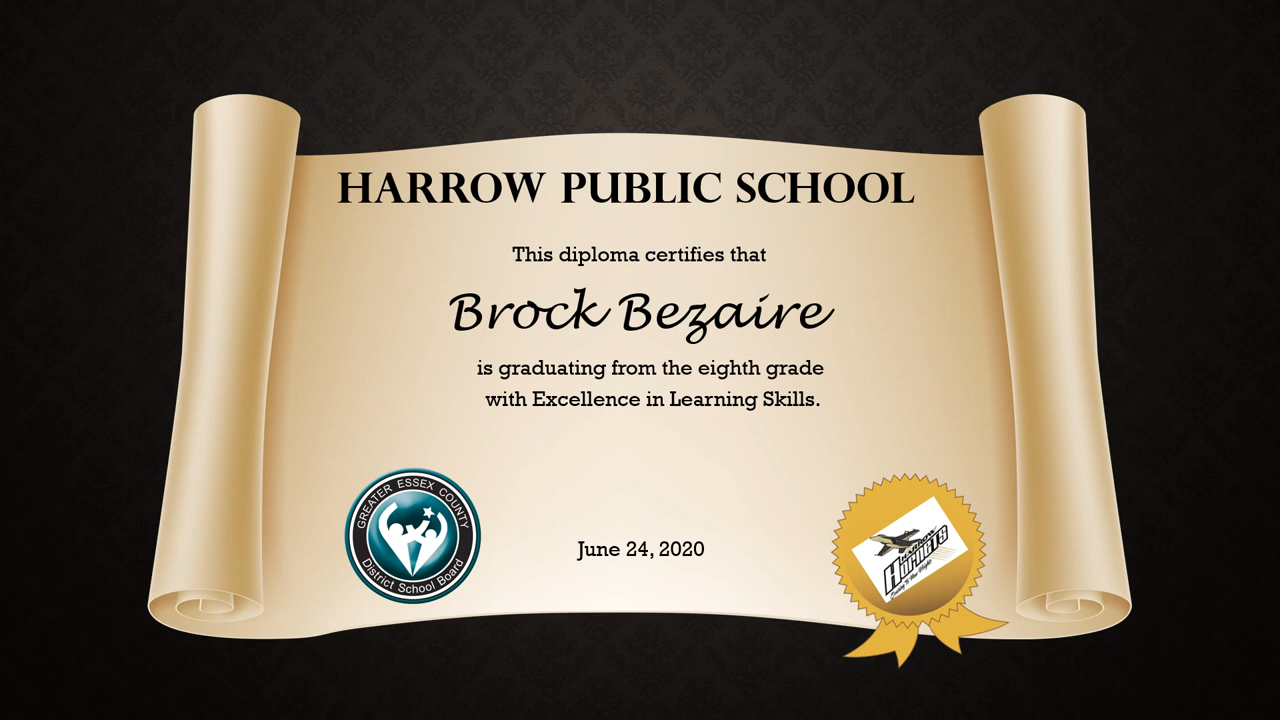 HARROW PUBLIC SCHOOL
This diploma certifies that
Brock Bezaire
is graduating from the eighth grade
with Excellence in Learning Skills.
GREATER ESSEX COUNTY
District School Board
June 24, 2020
HARROW
Hornets